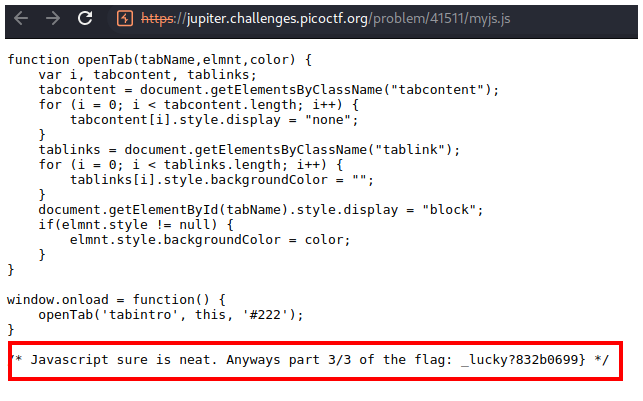 https://jupiter.challenges.picoctf.org/problem/41511/myjs.js
function openTab(tabName,elmnt,color) {
    var i, tabcontent, tablinks;
    tabcontent = document.getElementsByClassName("tabcontent");
    for (i = 0; i < tabcontent.length; i++) {
        tabcontent[i].style.display = "none";
    }
    tablinks = document.getElementsByClassName("tablink");
    for (i = 0; i < tablinks.length; i++) {
        tablinks[i].style.backgroundColor = "";
    }
    document.getElementById(tabName).style.display = "block";
    if(elmnt.style != null) {
        elmnt.style.backgroundColor = color;
    }
}
window.onload = function() {
    openTab('tabintro', this, '#222');
}
/* Javascript sure is neat. Anyways part 3/3 of the flag: _lucky?832b0699} */